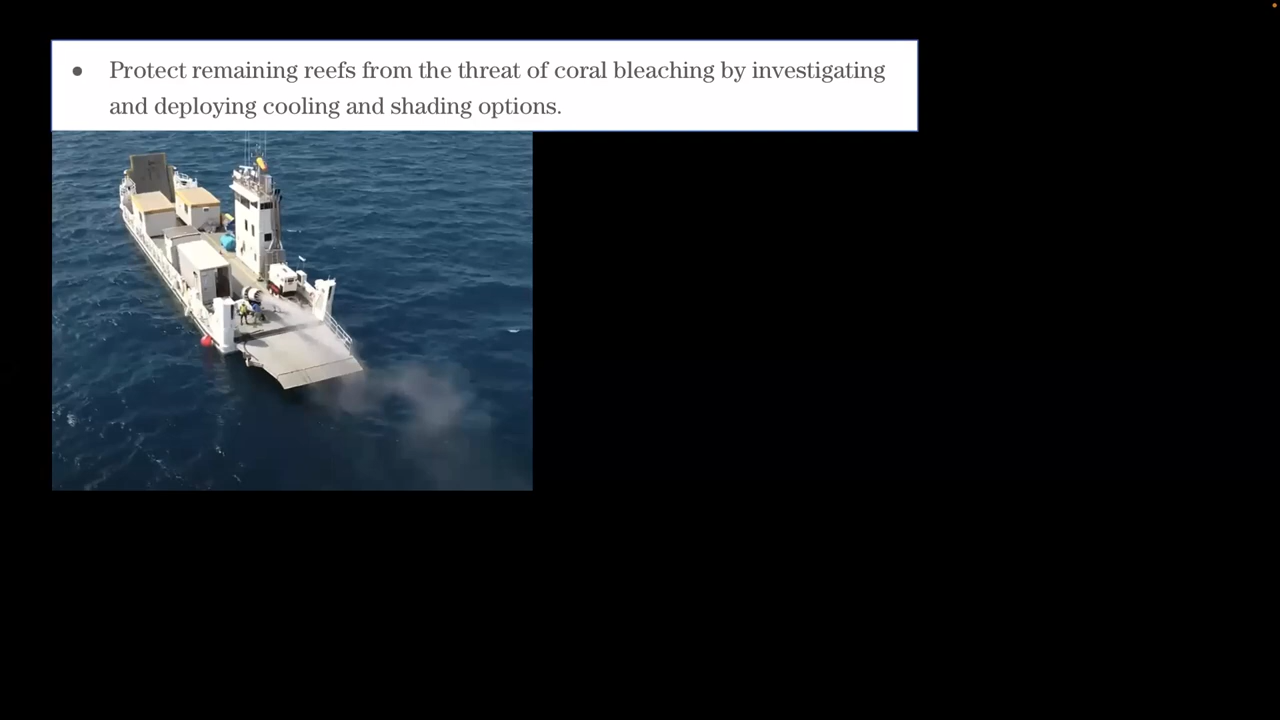 ● Protect remaining reefs from the threat of coral bleaching by investigating
and deploying cooling and shading options.